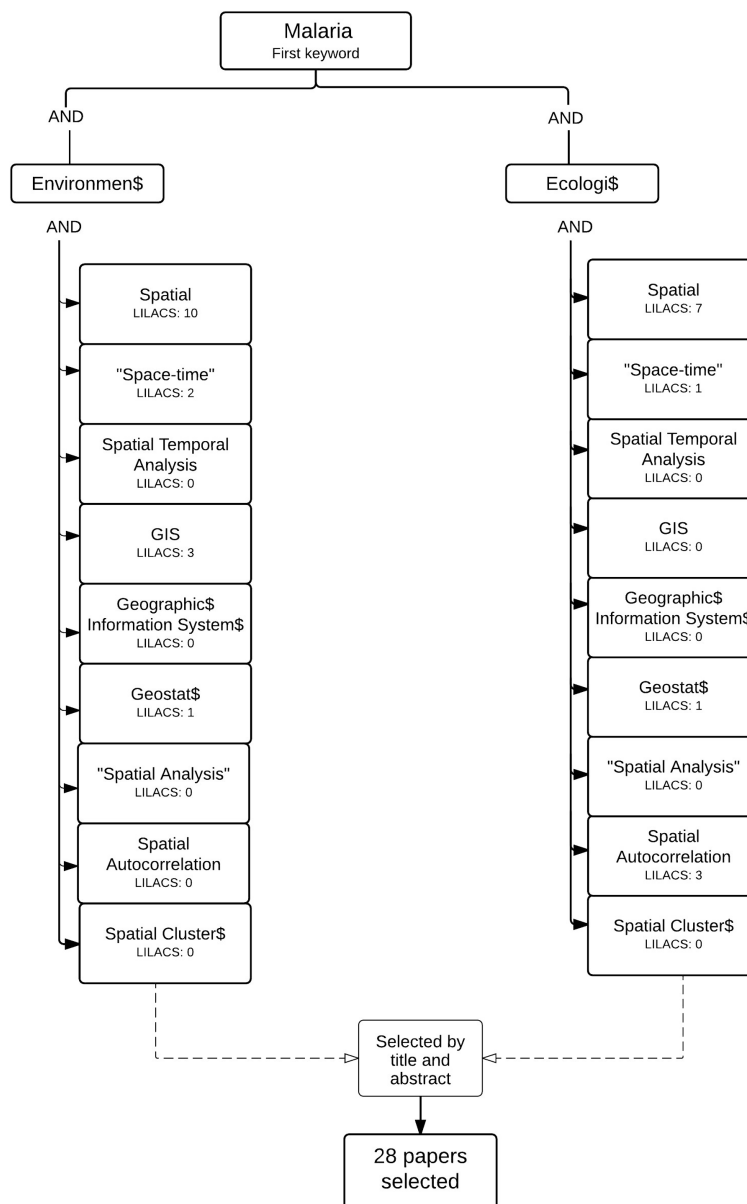 Malaria
First keyword
AND
AND
Environmen$
Ecologi$
AND
AND
Spatial
LILACS: 10
"Space-time"
LILACS: 2
Spatial Temporal
Analysis
LILACS: 0
GIS
LILACS: 3
Geographic$
Information System$
LILACS: 0
Geostat$
LILACS: 1
"Spatial Analysis"
LILACS: 0
Spatial
Autocorrelation
LILACS: 0
Spatial Cluster$
LILACS: 0
Spatial
LILACS: 7
"Space-time"
LILACS: 1
Spatial Temporal
Analysis
LILACS: 0
GIS
LILACS: 0
Geographic$
Information System$
LILACS: 0
Geostat$
LILACS: 1
"Spatial Analysis"
LILACS: 0
Spatial
Autocorrelation
LILACS: 3
Spatial Cluster$
LILACS: 0
Selected by
title and
abstract
28 papers
selected